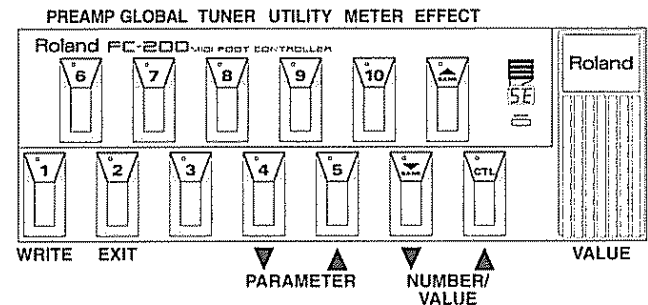 PREAMP GLOBAL TUNER UTILITY METER EFFECT
Roland FC-200 MIDI FOOT CONTROLLER
Roland
6 7 8 9 10 BANK
SE
1 2 3 4 5 BANK CTL
WRITE EXIT VALUE
PARAMETER NUMBER/
VALUE